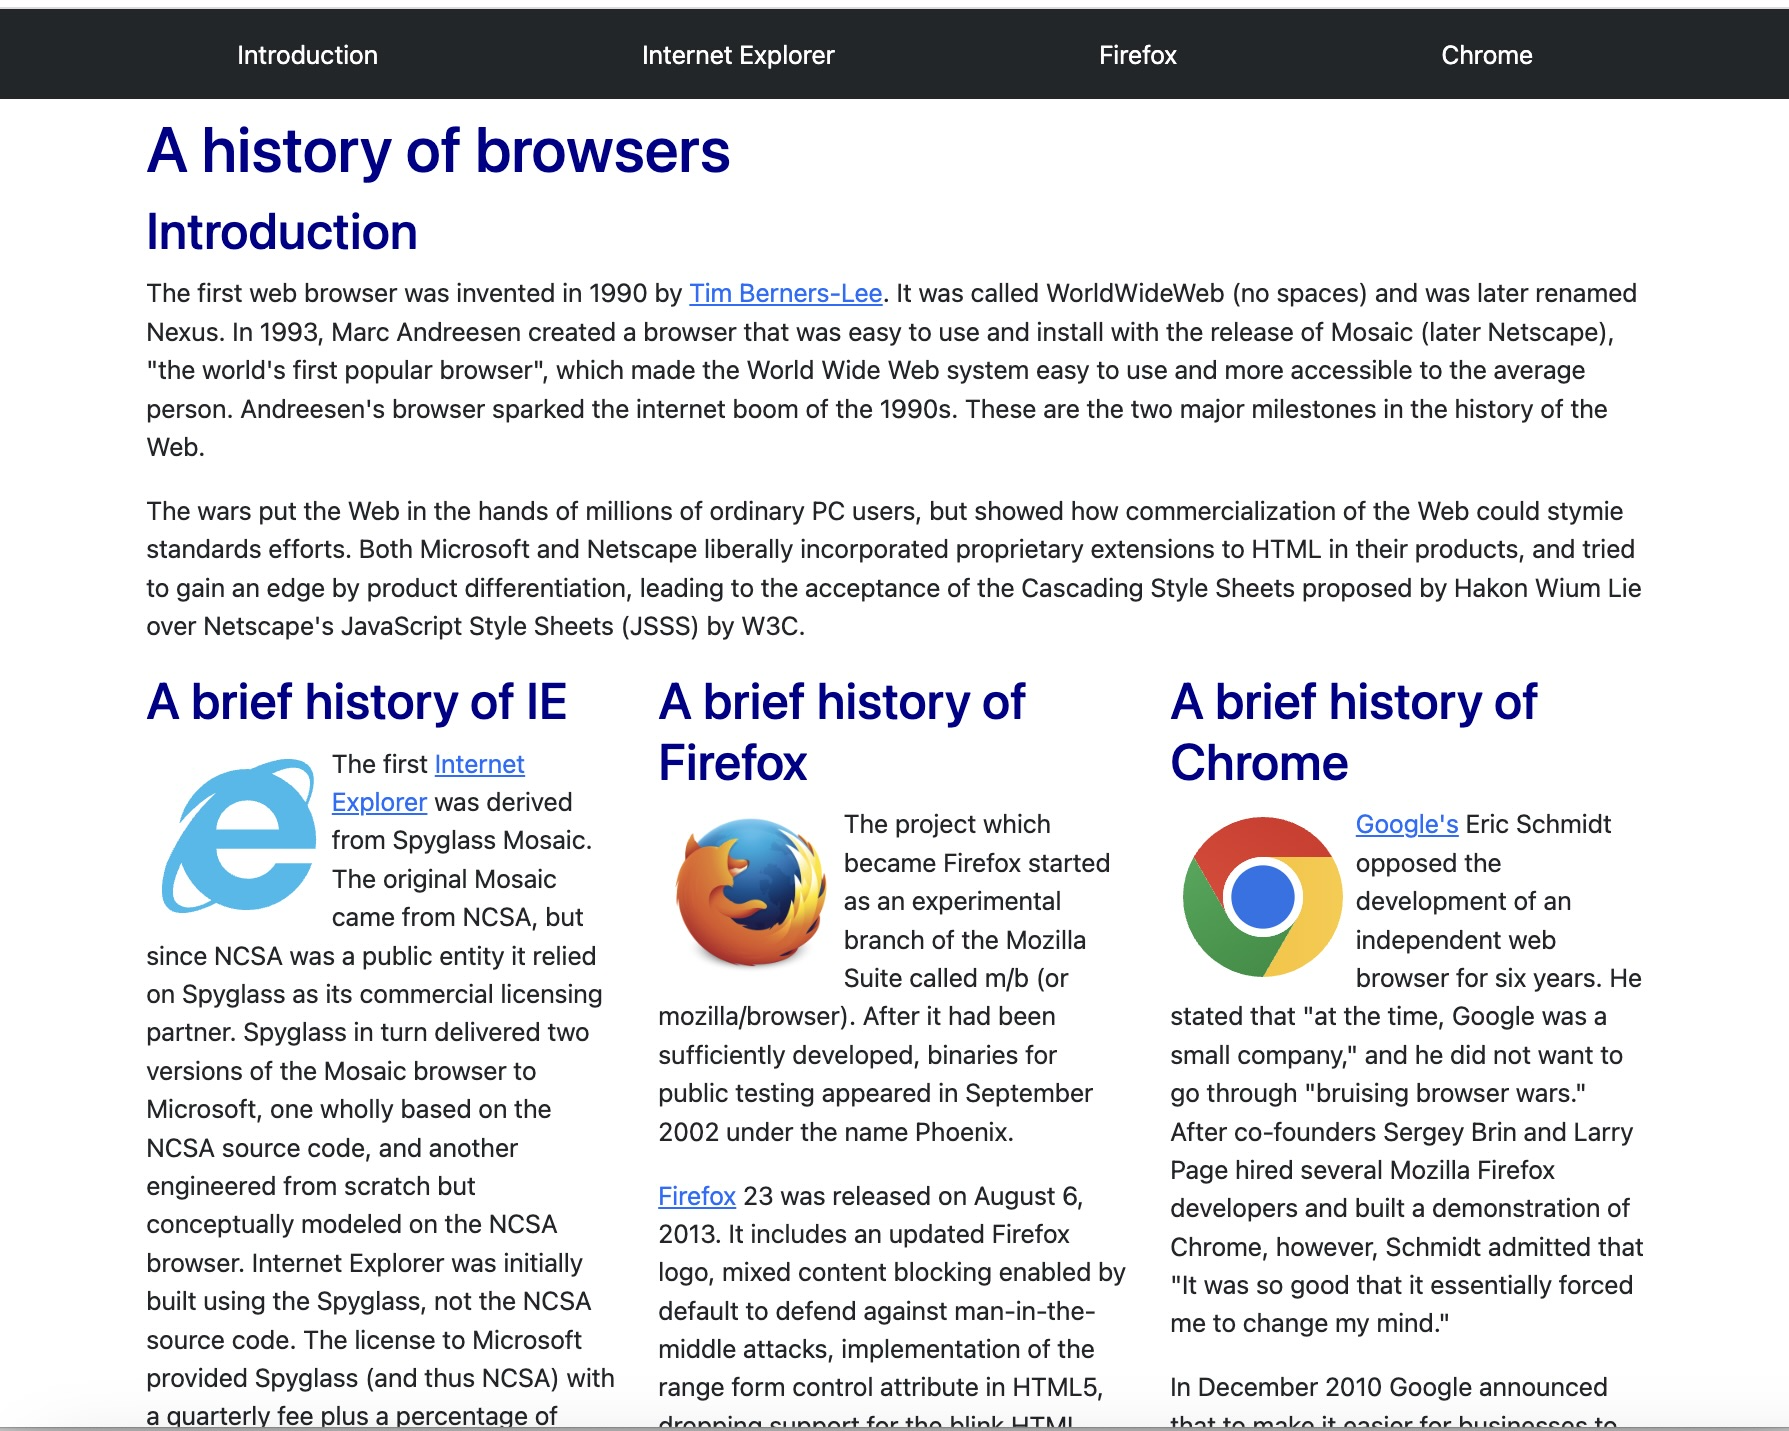 Introduction Internet Explorer Firefox Chrome
A history of browsers
Introduction
The first web browser was invented in 1990 by Tim Berners-Lee. It was called WorldWideWeb (no spaces) and was later renamed
Nexus. In 1993, Marc Andreesen created a browser that was easy to use and install with the release of Mosaic (later Netscape),
"the world's first popular browser", which made the World Wide Web system easy to use and more accessible to the average
person. Andreesen's browser sparked the internet boom of the 1990s. These are the two major milestones in the history of the
Web.
The wars put the Web in the hands of millions of ordinary PC users, but showed how commercialization of the Web could stymie
standards efforts. Both Microsoft and Netscape liberally incorporated proprietary extensions to HTML in their products, and tried
to gain an edge by product differentiation, leading to the acceptance of the Cascading Style Sheets proposed by Hakon Wium Lie
over Netscape's JavaScript Style Sheets (JSSS) by W3C.
A brief history of IE
The first Internet
Explorer was derived
from Spyglass Mosaic.
The original Mosaic
came from NCSA, but
since NCSA was a public entity it relied
on Spyglass as its commercial licensing
partner. Spyglass in turn delivered two
versions of the Mosaic browser to
Microsoft, one wholly based on the
NCSA source code, and another
engineered from scratch but
conceptually modeled on the NCSA
browser. Internet Explorer was initially
built using the Spyglass, not the NCSA
source code. The license to Microsoft
provided Spyglass (and thus NCSA) with
a quarterly fee plus a percentage of
A brief history of
Firefox
The project which
became Firefox started
as an experimental
branch of the Mozilla
Suite called m/b (or
mozilla/browser). After it had been
sufficiently developed, binaries for
public testing appeared in September
2002 under the name Phoenix.
Firefox 23 was released on August 6,
2013. It includes an updated Firefox
logo, mixed content blocking enabled by
default to defend against man-in-the-
middle attacks, implementation of the
range form control attribute in HTML5,
dropping support for the blink HTML
A brief history of
Chrome
Google's Eric Schmidt
opposed the
development of an
independent web
browser for six years. He
stated that "at the time, Google was a
small company," and he did not want to
go through "bruising browser wars."
After co-founders Sergey Brin and Larry
Page hired several Mozilla Firefox
developers and built a demonstration of
Chrome, however, Schmidt admitted that
"It was so good that it essentially forced
me to change my mind."
In December 2010 Google announced
that to make it easier for businesses to